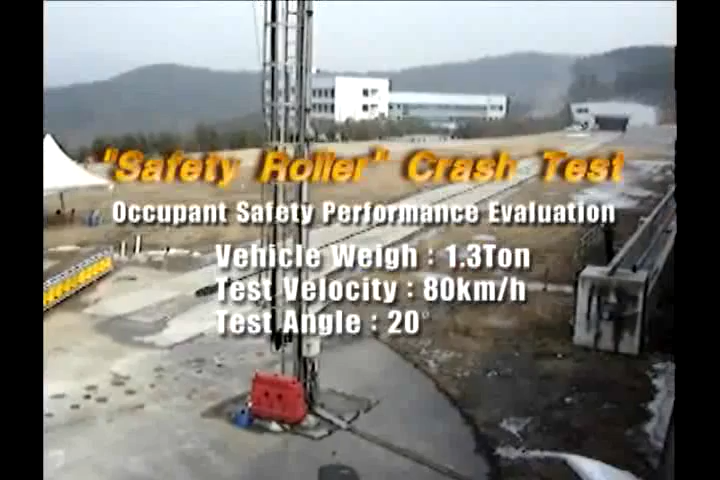 "Safety Roller" Crash Test
Occupant Safety Performance Evaluation
Vehicle Weigh : 1.3Ton
Test Velocity : 80km/h
Test Angle : 20°